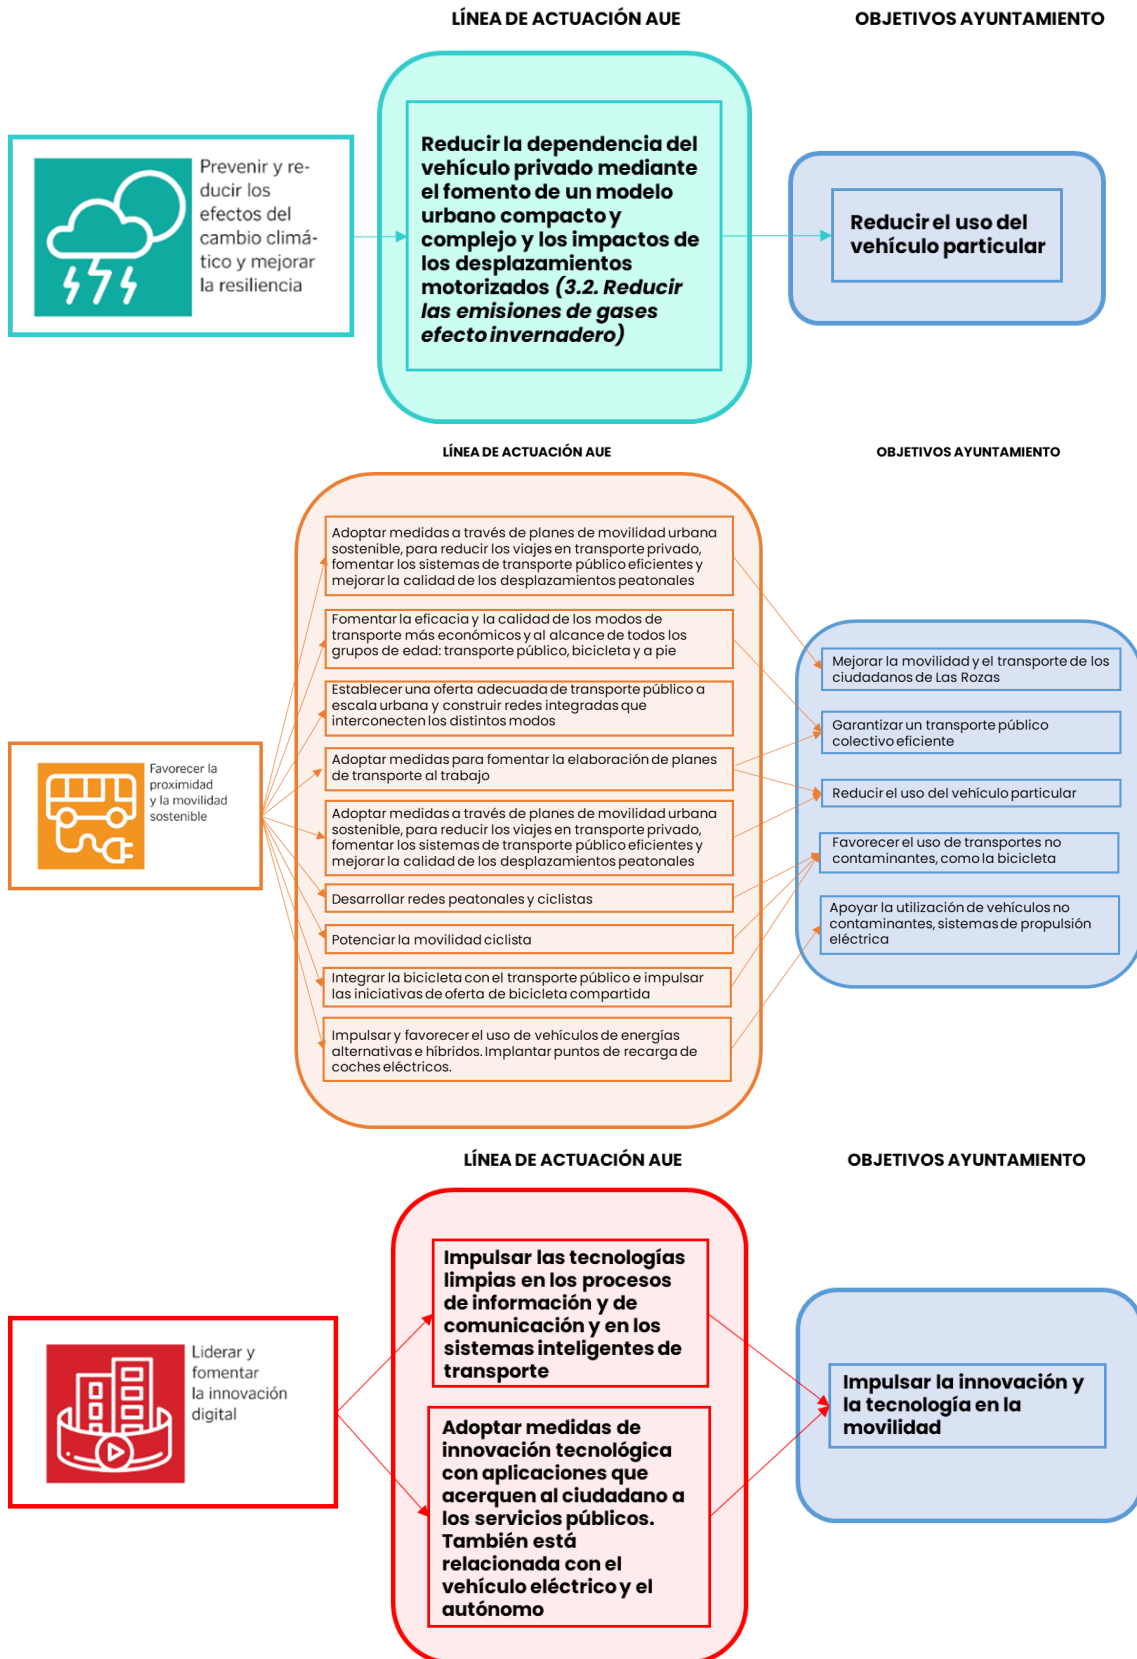 LÍNEA DE ACTUACIÓN AUE
OBJETIVOS AYUNTAMIENTO
Prevenir y re-
ducir los
efectos del
cambio climá-
tico y mejorar
la resiliencia
Reducir la dependencia del
vehículo privado mediante
el fomento de un modelo
urbano compacto y
complejo y los impactos de
los desplazamientos
motorizados (3.2. Reducir
las emisiones de gases
efecto invernadero)
Reducir el uso del
vehículo particular
LÍNEA DE ACTUACIÓN AUE
OBJETIVOS AYUNTAMIENTO
Favorecer la
proximidad
y la movilidad
sostenible
Adoptar medidas a través de planes de movilidad urbana
sostenible, para reducir los viajes en transporte privado,
fomentar los sistemas de transporte público eficientes y
mejorar la calidad de los desplazamientos peatonales
Fomentar la eficacia y la calidad de los modos de
transporte más económicos y al alcance de todos los
grupos de edad: transporte público, bicicleta y a pie
Establecer una oferta adecuada de transporte público a
escala urbana y construir redes integradas que
interconecten los distintos modos
Adoptar medidas para fomentar la elaboración de planes
de transporte al trabajo
Adoptar medidas a través de planes de movilidad urbana
sostenible, para reducir los viajes en transporte privado,
fomentar los sistemas de transporte público eficientes y
mejorar la calidad de los desplazamientos peatonales
Desarrollar redes peatonales y ciclistas
Potenciar la movilidad ciclista
Integrar la bicicleta con el transporte público e impulsar
las iniciativas de oferta de bicicleta compartida
Impulsar y favorecer el uso de vehículos de energías
alternativas e híbridos. Implantar puntos de recarga de
coches eléctricos.
Mejorar la movilidad y el transporte de los
ciudadanos de Las Rozas
Garantizar un transporte público
colectivo eficiente
Reducir el uso del vehículo particular
Favorecer el uso de transportes no
contaminantes, como la bicicleta
Apoyar la utilización de vehículos no
contaminantes, sistemas de propulsión
eléctrica
LÍNEA DE ACTUACIÓN AUE
OBJETIVOS AYUNTAMIENTO
Liderar y
fomentar
la innovación
digital
Impulsar las tecnologías
limpias en los procesos
de información y de
comunicación y en los
sistemas inteligentes de
transporte
Adoptar medidas de
innovación tecnológica
con aplicaciones que
acerquen al ciudadano a
los servicios públicos.
También está
relacionada con el
vehículo eléctrico y el
autónomo
Impulsar la innovación y
la tecnología en la
movilidad